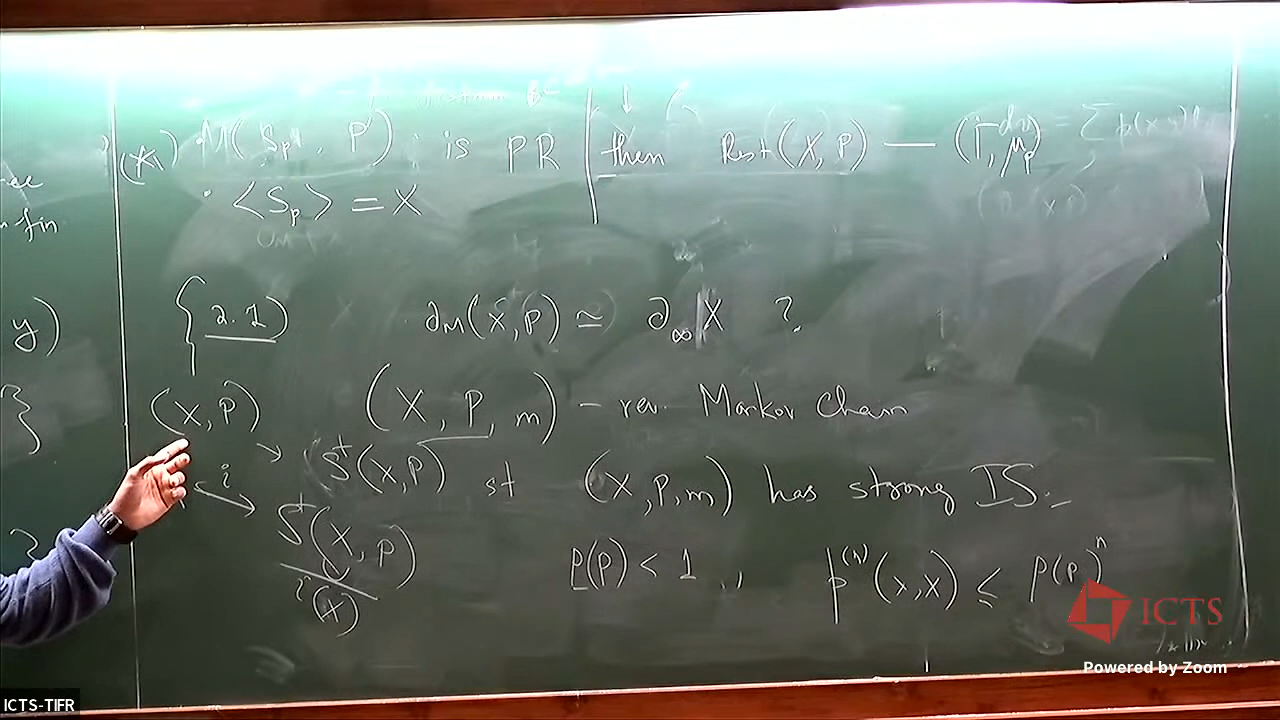 (*) M(S_p", P) is PR | then Rest(X,P) — (Γ, μ_p) = Σ p(x,y)
· <S_p> = X
fin
y)
{ 2.1) ∂_M(X,P) ≃ ∂_∞ X ?
(X,P) (X, P, m) - rev. Markov Chain
}
→ S⁺(X,P) st (X,P,m) has strong IS.
i
S⁺(X,P)
i(X)
ρ(P) < 1 ,, p^(n)(x,x) ≤ ρ(P)^n
ICTS
Powered by Zoom
ICTS-TIFR